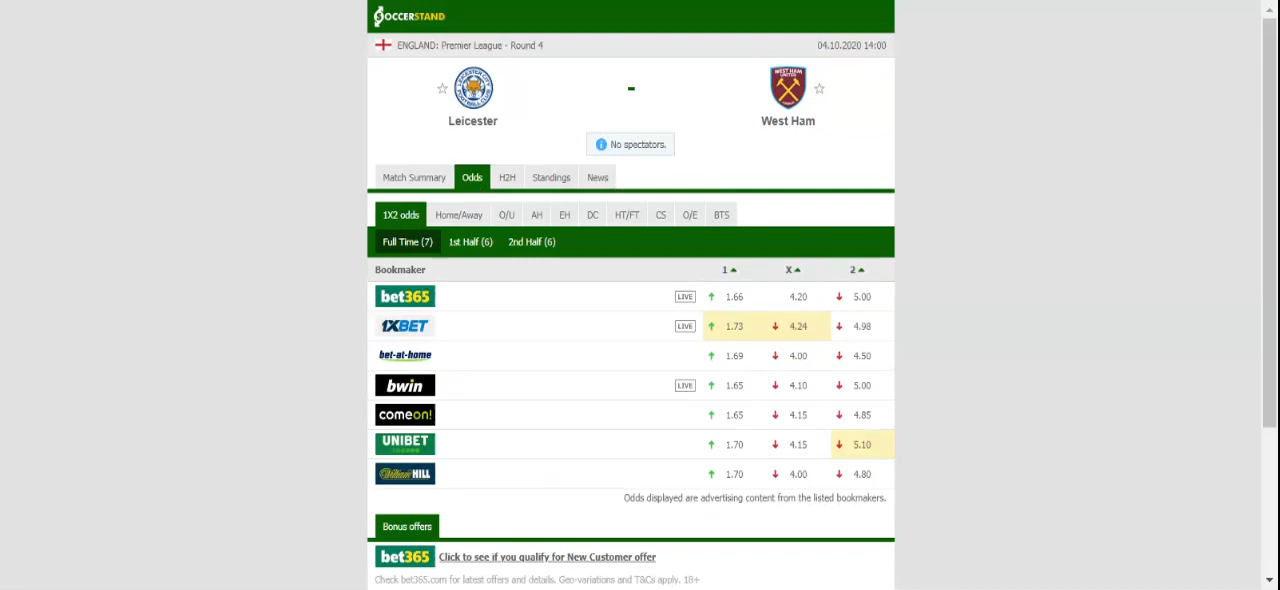 SOCCERSTAND
ENGLAND: Premier League - Round 4 04.10.2020 14:00
WEST HAM UNITED
-
Leicester West Ham
No spectators.
Match Summary Odds H2H Standings News
1X2 odds Home/Away O/U AH EH DC HT/FT CS O/E BTS
Full Time (7) 1st Half (6) 2nd Half (6)
Bookmaker 1 X 2
bet365 LIVE 1.66 4.20 5.00
1XBET LIVE 1.73 4.24 4.98
bet-at-home 1.69 4.00 4.50
bwin LIVE 1.65 4.10 5.00
comeon! 1.65 4.15 4.85
UNIBET 1.70 4.15 5.10
William HILL 1.70 4.00 4.80
Odds displayed are advertising content from the listed bookmakers.
Bonus offers
bet365 Click to see if you qualify for New Customer offer
Check bet365.com for latest offers and details. Geo-variations and T&Cs apply. 18+